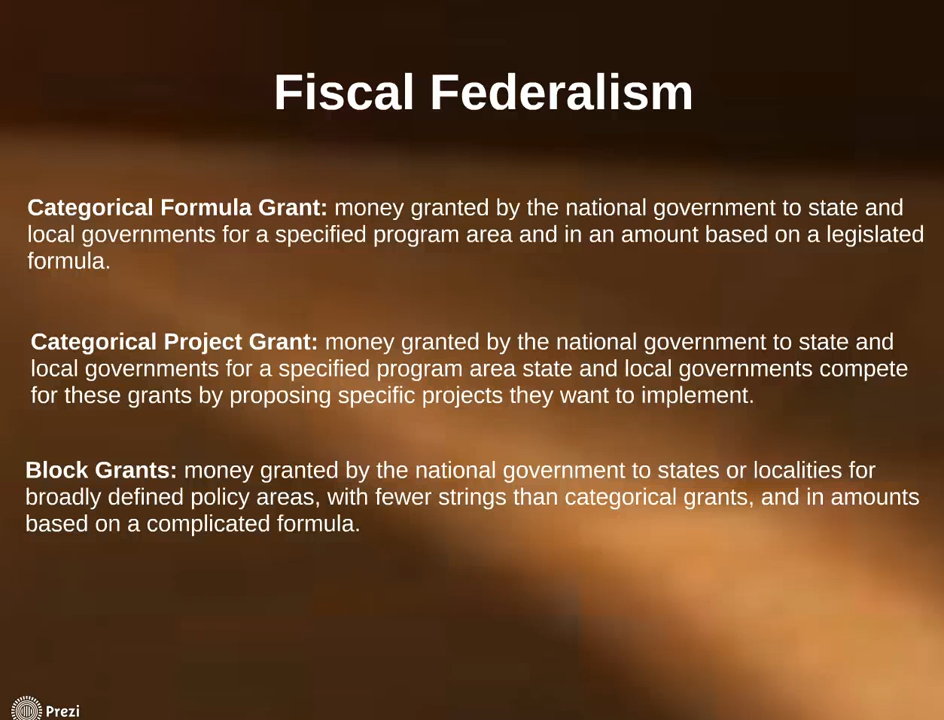 Fiscal Federalism
Categorical Formula Grant: money granted by the national government to state and
local governments for a specified program area and in an amount based on a legislated
formula.
Categorical Project Grant: money granted by the national government to state and
local governments for a specified program area state and local governments compete
for these grants by proposing specific projects they want to implement.
Block Grants: money granted by the national government to states or localities for
broadly defined policy areas, with fewer strings than categorical grants, and in amounts
based on a complicated formula.
Prezi